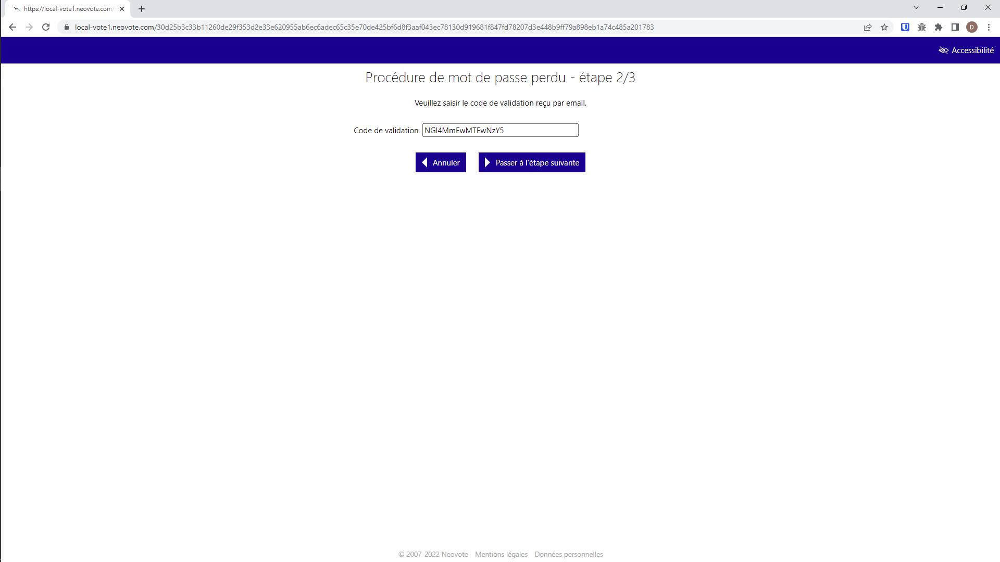 https://local-vote1.neovote.com/
local-vote1.neovote.com/30d25b3c33b11260de29f353d2e33e620955ab6ec6adec65c35e70de425bf6d8f3aaf043ec78130d919681f847fd78207d3e448b9ff79a898eb1a74c485a201783
D
Accessibilité
Procédure de mot de passe perdu - étape 2/3
Veuillez saisir le code de validation reçu par email.
Code de validation NGI4MmEwMTEwNzY5
Annuler Passer à l'étape suivante
© 2007-2022 Neovote Mentions légales Données personnelles